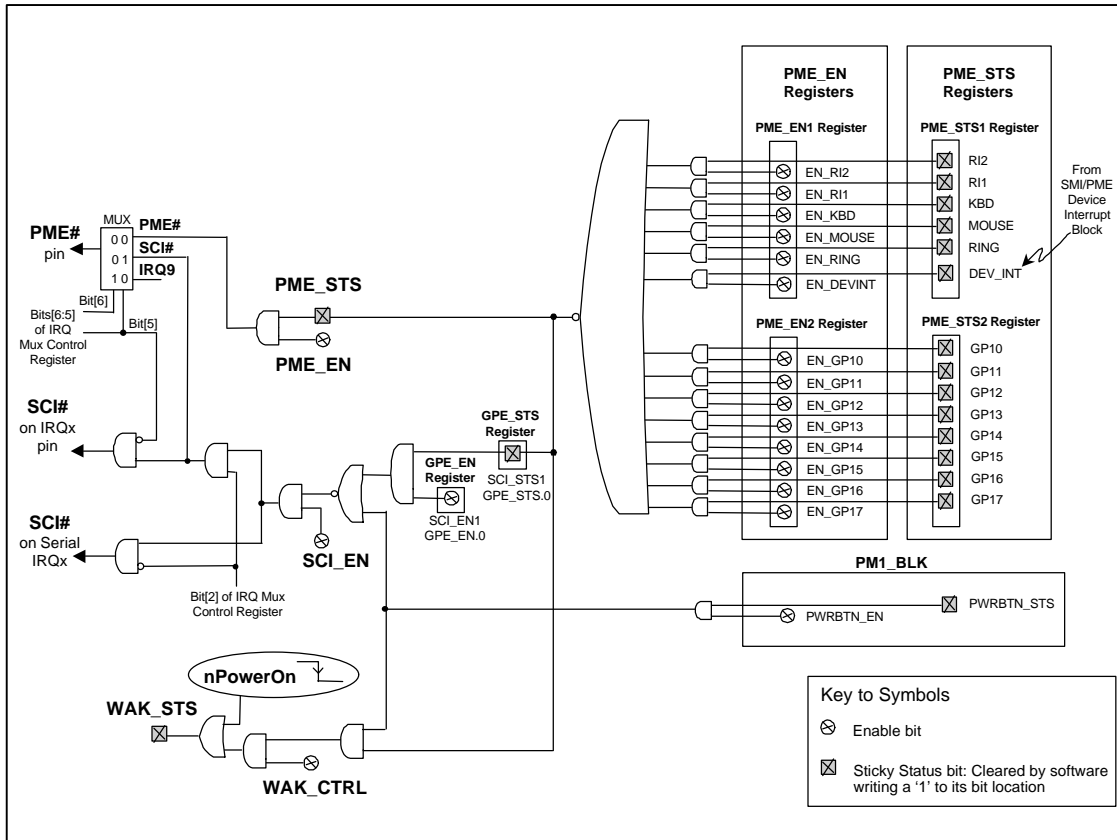 PME_EN
Registers
PME_EN1 Register
EN_RI2
EN_RI1
EN_KBD
EN_MOUSE
EN_RING
EN_DEVINT
PME_EN2 Register
EN_GP10
EN_GP11
EN_GP12
EN_GP13
EN_GP14
EN_GP15
EN_GP16
EN_GP17
PME_STS
Registers
PME_STS1 Register
RI2
RI1
KBD
MOUSE
RING
DEV_INT
PME_STS2 Register
GP10
GP11
GP12
GP13
GP14
GP15
GP16
GP17
From
SMI/PME
Device
Interrupt
Block
MUX
PME#
pin
0 0
0 1
1 0
PME#
SCI#
IRQ9
Bit[6]
Bits[6:5]
of IRQ
Mux Control
Register
Bit[5]
PME_STS
PME_EN
SCI#
on IRQx
pin
GPE_STS
Register
SCI_STS1
GPE_STS.0
GPE_EN
Register
SCI_EN1
GPE_EN.0
SCI_EN
SCI#
on Serial
IRQx
Bit[2] of IRQ Mux
Control Register
PM1_BLK
PWRBTN_STS
PWRBTN_EN
nPowerOn
WAK_STS
WAK_CTRL
Key to Symbols
Enable bit
Sticky Status bit: Cleared by software
writing a ‘1’ to its bit location